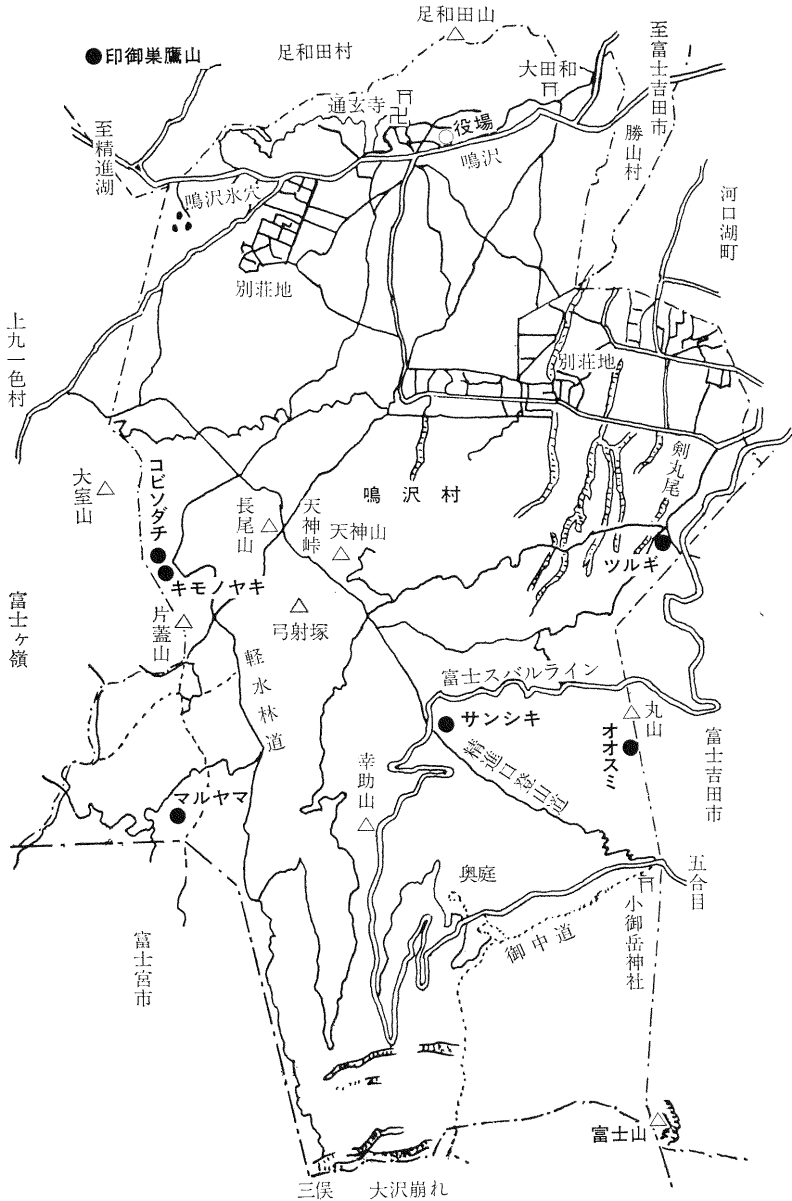 ●印御巣鷹山
足和田村
足和田山
大田和
至富士吉田市
通玄寺
役場
鳴沢
勝山村
至精進湖
鳴沢氷穴
河口湖町
別荘地
別荘地
上九一色村
剣丸尾
大室山
コビソダチ
鳴沢村
長尾山
天神峠
天神山
ツルギ
キモノヤキ
富士ヶ嶺
片蓋山
弓射塚
軽水林道
富士スバルライン
丸山
サンシキ
オオスミ
富士吉田市
精進口登山道
幸助山
マルヤマ
奥庭
五合目
小御岳神社
御中道
富士宮市
富士山
三俣
大沢崩れ